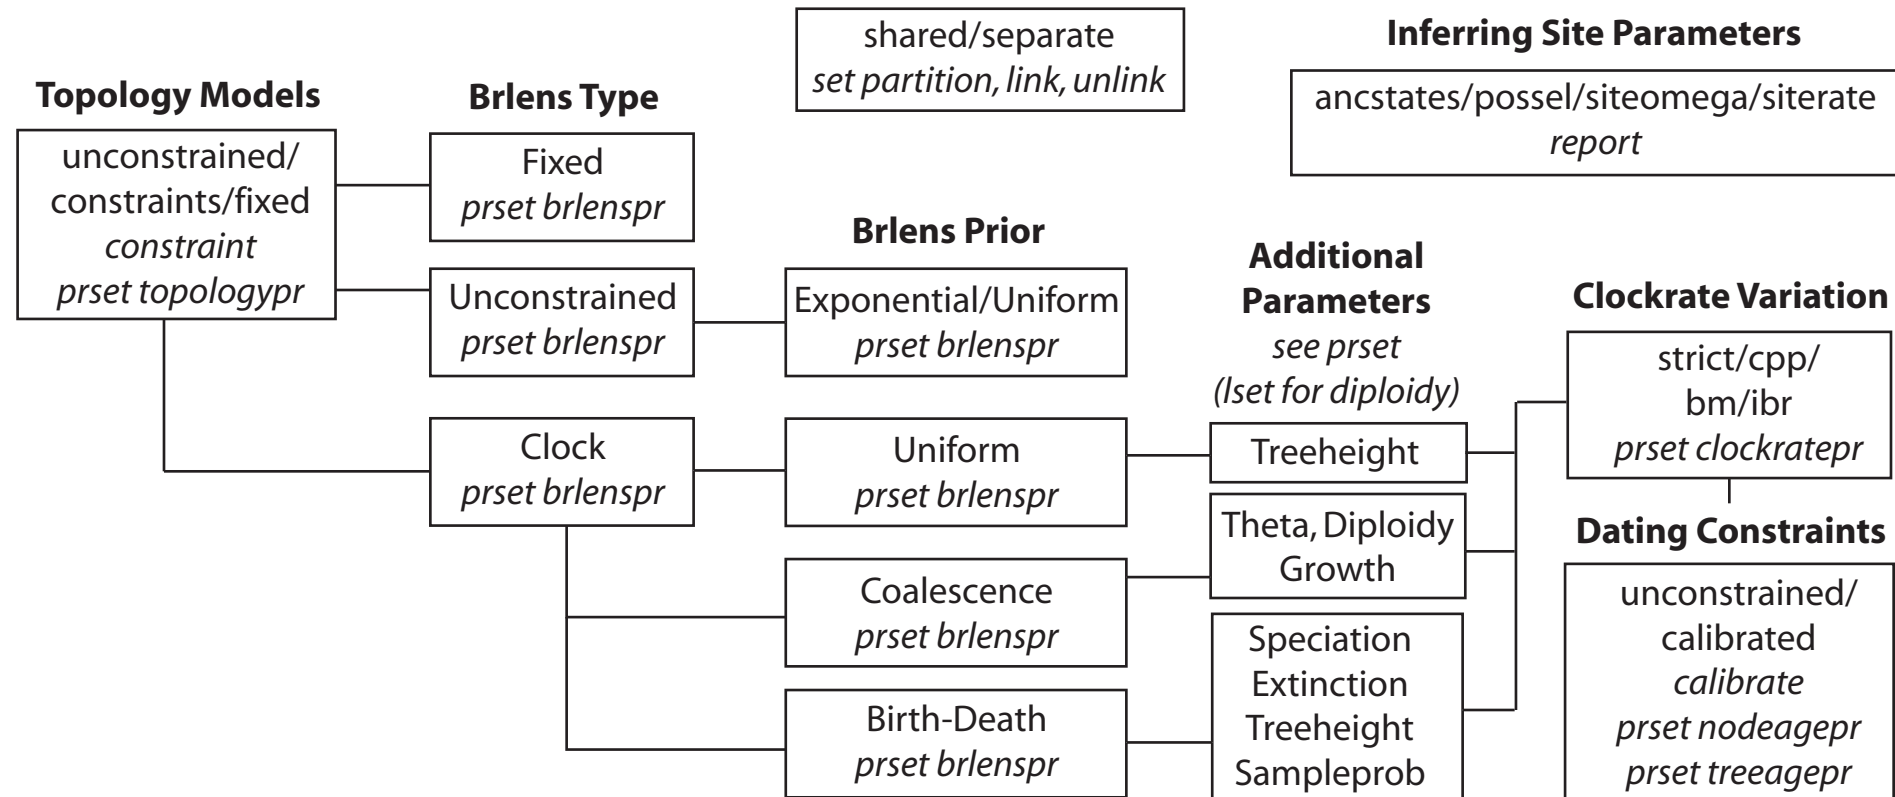 shared/separate
set partition, link, unlink
Inferring Site Parameters
ancstates/possel/siteomega/siterate
report
Topology Models
unconstrained/
constraints/fixed
constraint
prset topologypr
Brlens Type
Fixed
prset brlenspr
Unconstrained
prset brlenspr
Clock
prset brlenspr
Brlens Prior
Exponential/Uniform
prset brlenspr
Uniform
prset brlenspr
Coalescence
prset brlenspr
Birth-Death
prset brlenspr
Additional
Parameters
see prset
(lset for diploidy)
Treeheight
Theta, Diploidy
Growth
Speciation
Extinction
Treeheight
Sampleprob
Clockrate Variation
strict/cpp/
bm/ibr
prset clockratepr
Dating Constraints
unconstrained/
calibrated
calibrate
prset nodeagepr
prset treeagepr